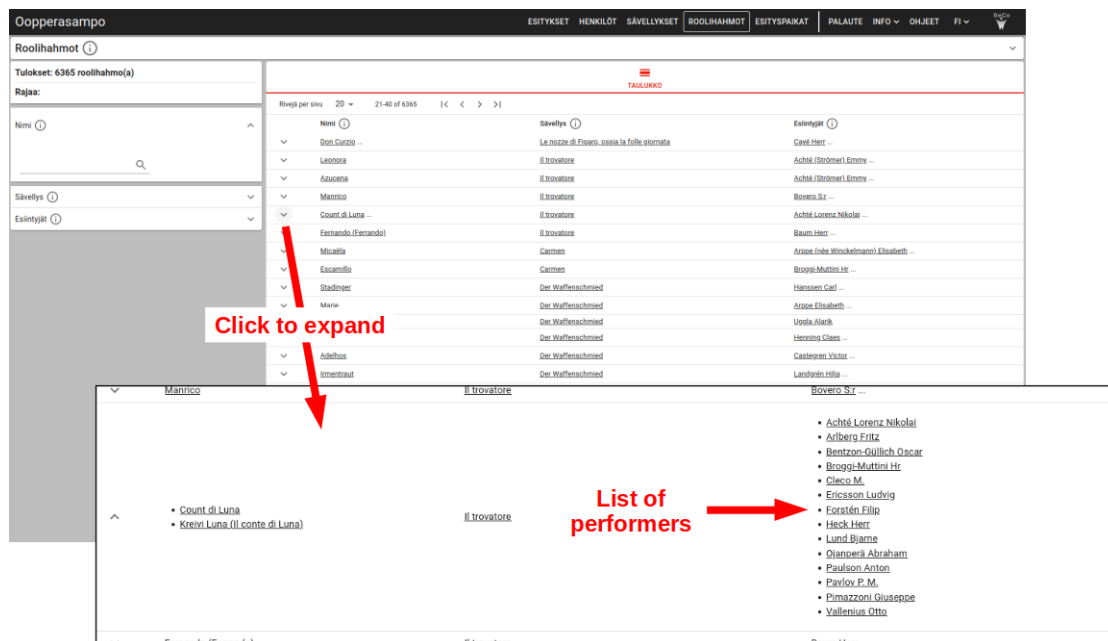 Oopperasampo ESITYKSET HENKILÖT SÄVELLYKSET ROOLIHAHMOT ESITYSPAIKAT PALAUTE INFO OHJEET FI SeCo
Roolihahmot
Tulokset: 6365 roolihahmo(a)
Rajaa:
Nimi
Sävellys
Esiintyjät
TAULUKKO
Rivejä per sivu 20 21-40 of 6365
Nimi Sävellys Esiintyjät
Don Curzio ... Le nozze di Figaro, ossia la folle giornata Cavé Herr ...
Leonora Il trovatore Achté (Strömer) Emmy ...
Azucena Il trovatore Achté (Strömer) Emmy ...
Manrico Il trovatore Bovero S:r ...
Count di Luna ... Il trovatore Achté Lorenz Nikolai ...
Fernando (Ferrando) Il trovatore Baum Herr ...
Micaëla Carmen Arppe (née Winckelmann) Elisabeth ...
Escamillo Carmen Broggi-Muttini Hr ...
Stadinger Der Waffenschmied Hanssen Carl ...
Marie Der Waffenschmied Arppe Elisabeth ...
Der Waffenschmied Uggla Alarik
Der Waffenschmied Henning Claes ...
Adelhos Der Waffenschmied Castegren Victor ...
Irmentraut Der Waffenschmied Landgrén Hilja ...
Click to expand
Manrico Il trovatore Bovero S:r ...
Count di Luna
Kreivi Luna (Il conte di Luna)
Il trovatore
List of
performers
Achté Lorenz Nikolai
Arlberg Fritz
Bentzon-Güllich Oscar
Broggi-Muttini Hr
Cleco M.
Ericsson Ludvig
Forstén Filip
Heck Herr
Lund Bjarne
Ojanperä Abraham
Paulson Anton
Pavlov P. M.
Pimazzoni Giuseppe
Vallenius Otto